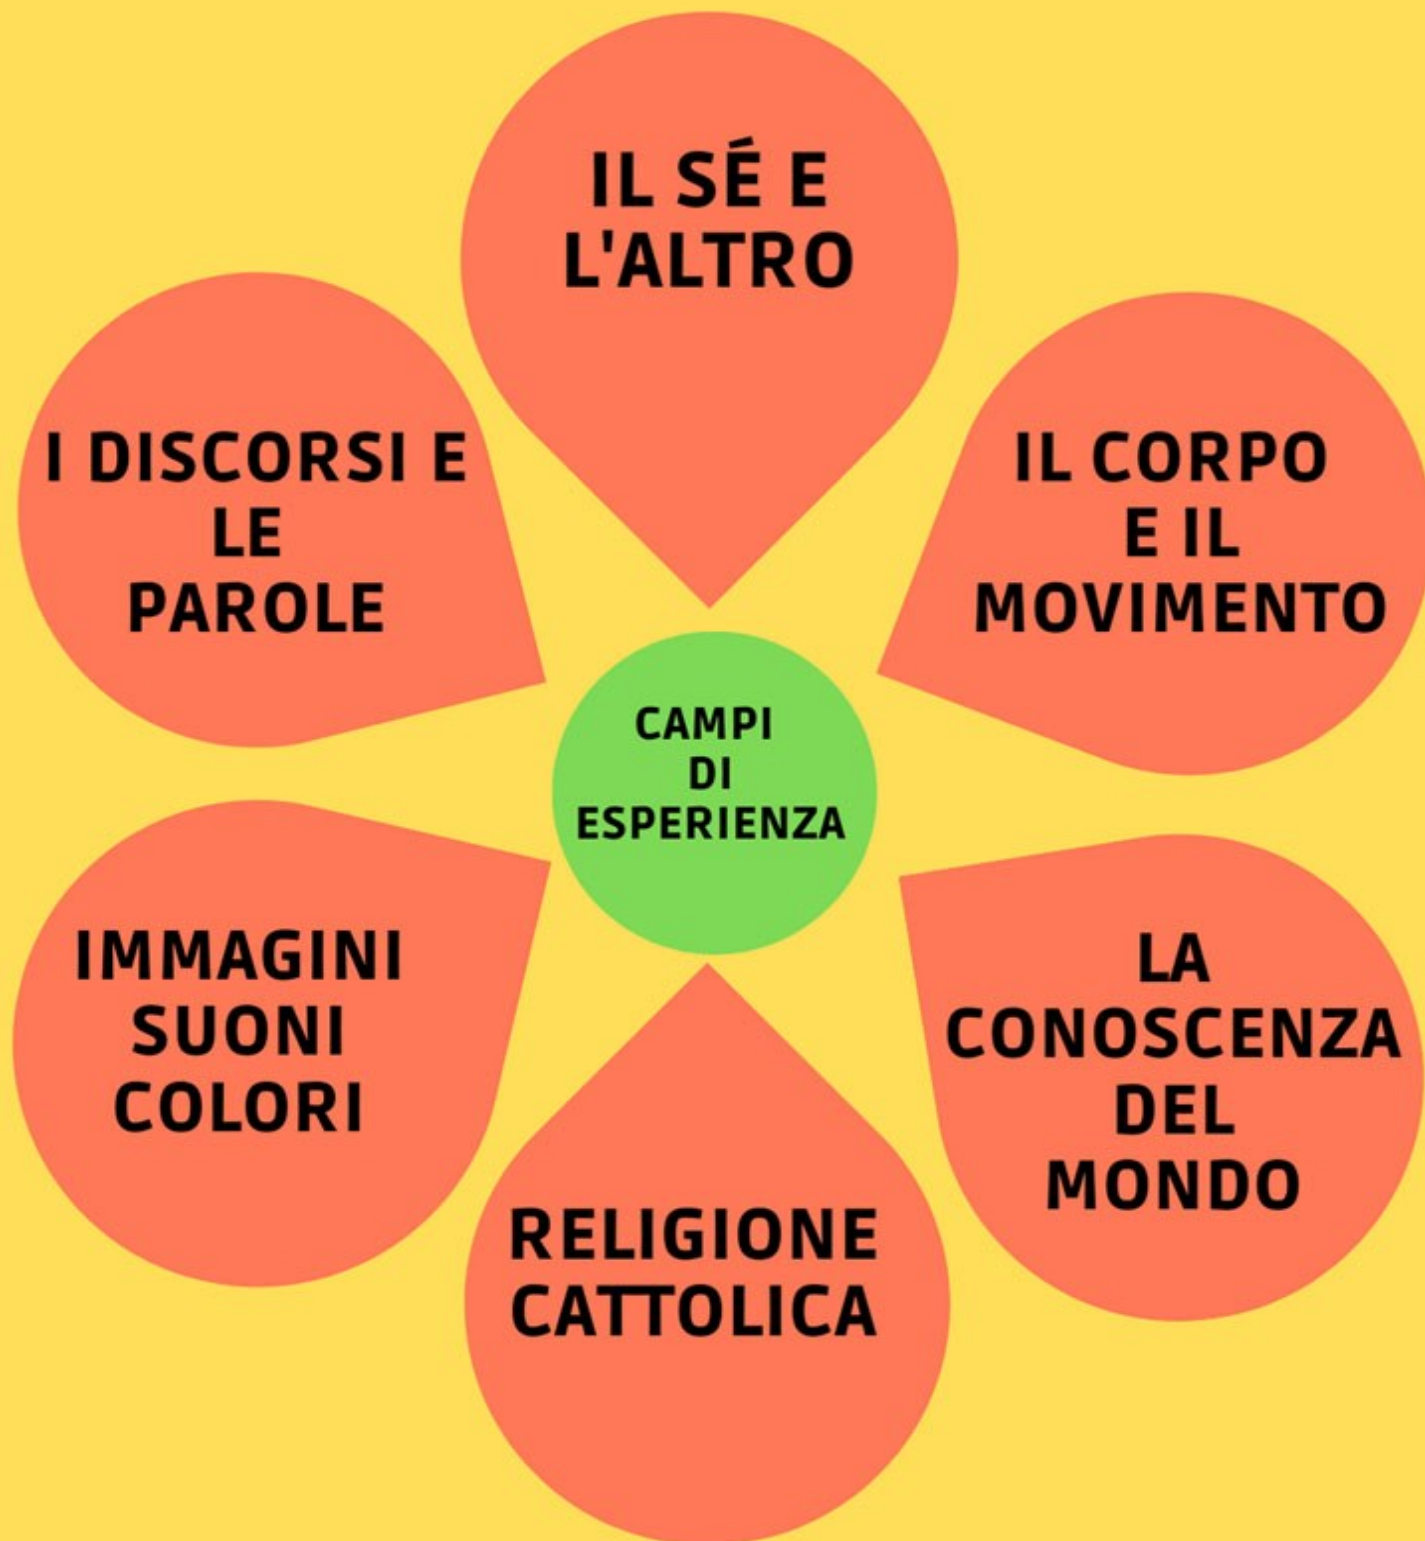 IL SÉ E
L'ALTRO
IL CORPO
E IL
MOVIMENTO
LA
CONOSCENZA
DEL
MONDO
RELIGIONE
CATTOLICA
IMMAGINI
SUONI
COLORI
I DISCORSI E
LE
PAROLE
CAMPI
DI
ESPERIENZA